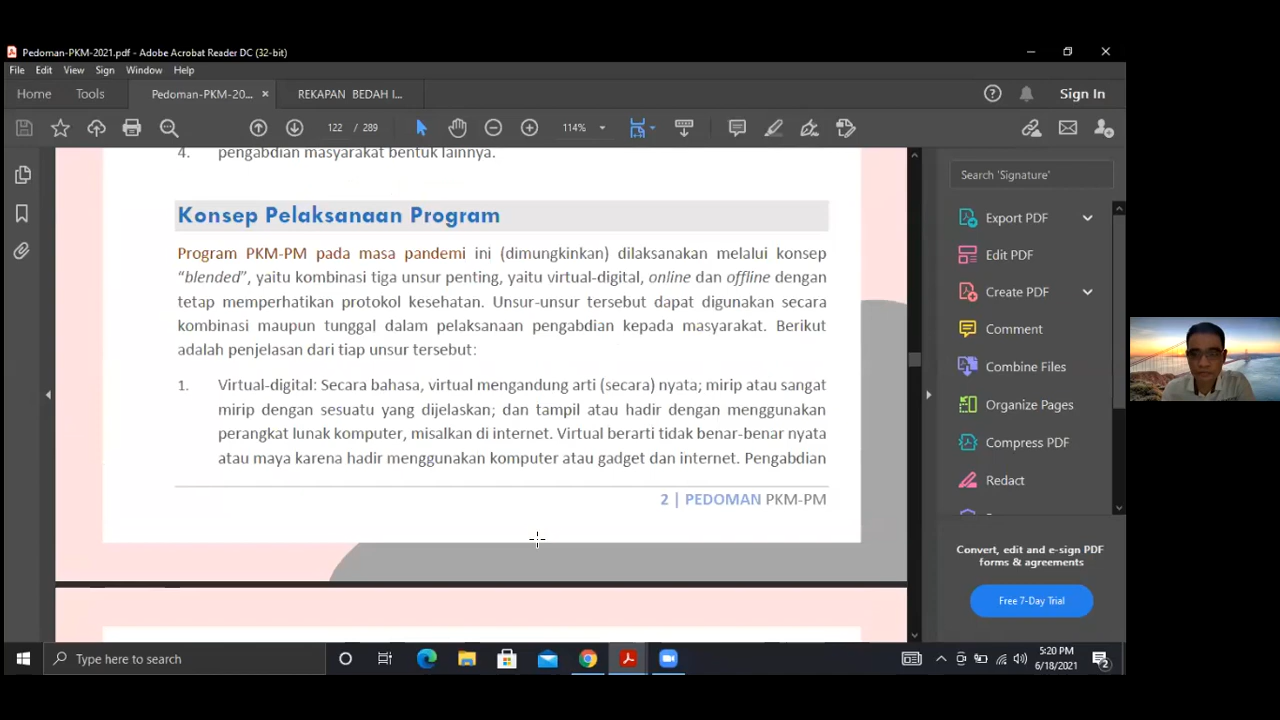 Pedoman-PKM-2021.pdf - Adobe Acrobat Reader DC (32-bit)
File Edit View Sign Window Help
Home Tools Pedoman-PKM-20... × REKAPAN BEDAH I... Sign In
122 / 289 114%
4. pengabdian masyarakat bentuk lainnya.
Konsep Pelaksanaan Program
Program PKM-PM pada masa pandemi ini (dimungkinkan) dilaksanakan melalui konsep
“blended”, yaitu kombinasi tiga unsur penting, yaitu virtual-digital, online dan offline dengan
tetap memperhatikan protokol kesehatan. Unsur-unsur tersebut dapat digunakan secara
kombinasi maupun tunggal dalam pelaksanaan pengabdian kepada masyarakat. Berikut
adalah penjelasan dari tiap unsur tersebut:
1. Virtual-digital: Secara bahasa, virtual mengandung arti (secara) nyata; mirip atau sangat
mirip dengan sesuatu yang dijelaskan; dan tampil atau hadir dengan menggunakan
perangkat lunak komputer, misalkan di internet. Virtual berarti tidak benar-benar nyata
atau maya karena hadir menggunakan komputer atau gadget dan internet. Pengabdian
2 | PEDOMAN PKM-PM
Search 'Signature'
Export PDF
Edit PDF
Create PDF
Comment
Combine Files
Organize Pages
Compress PDF
Redact
Convert, edit and e-sign PDF
forms & agreements
Free 7-Day Trial
Type here to search
5:20 PM
6/18/2021
2